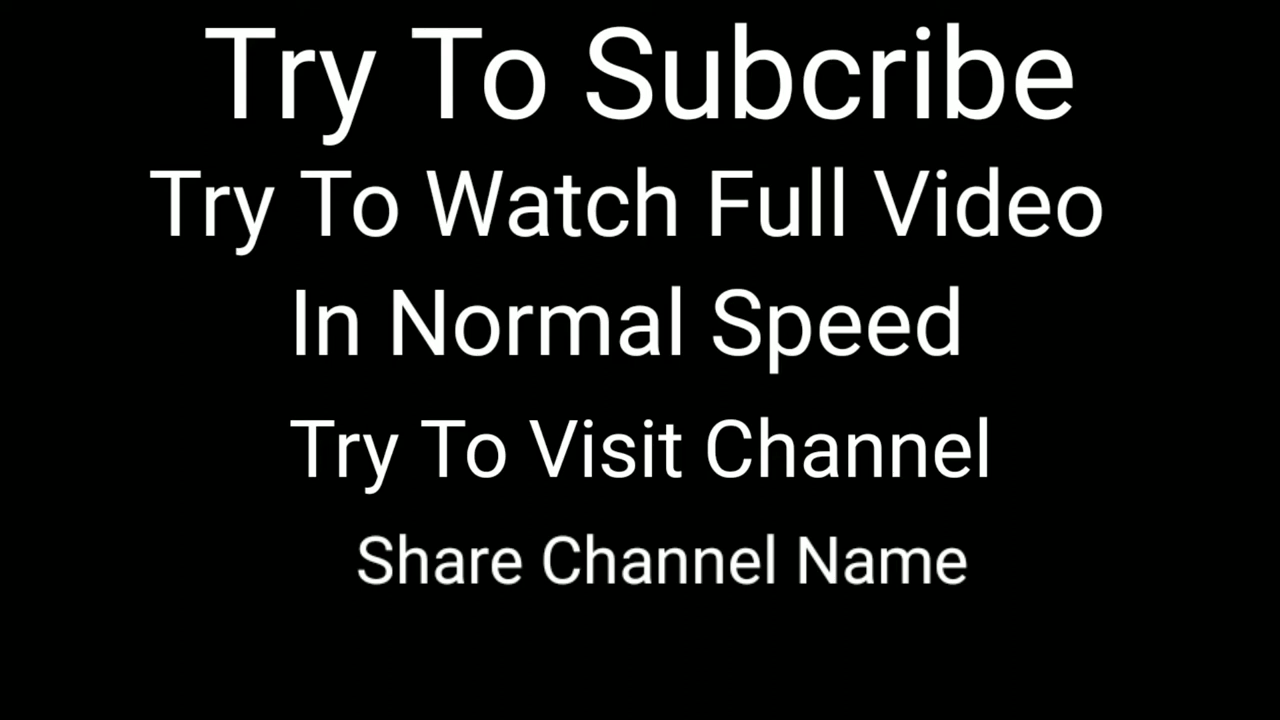 Try To Subcribe
Try To Watch Full Video
In Normal Speed
Try To Visit Channel
Share Channel Name